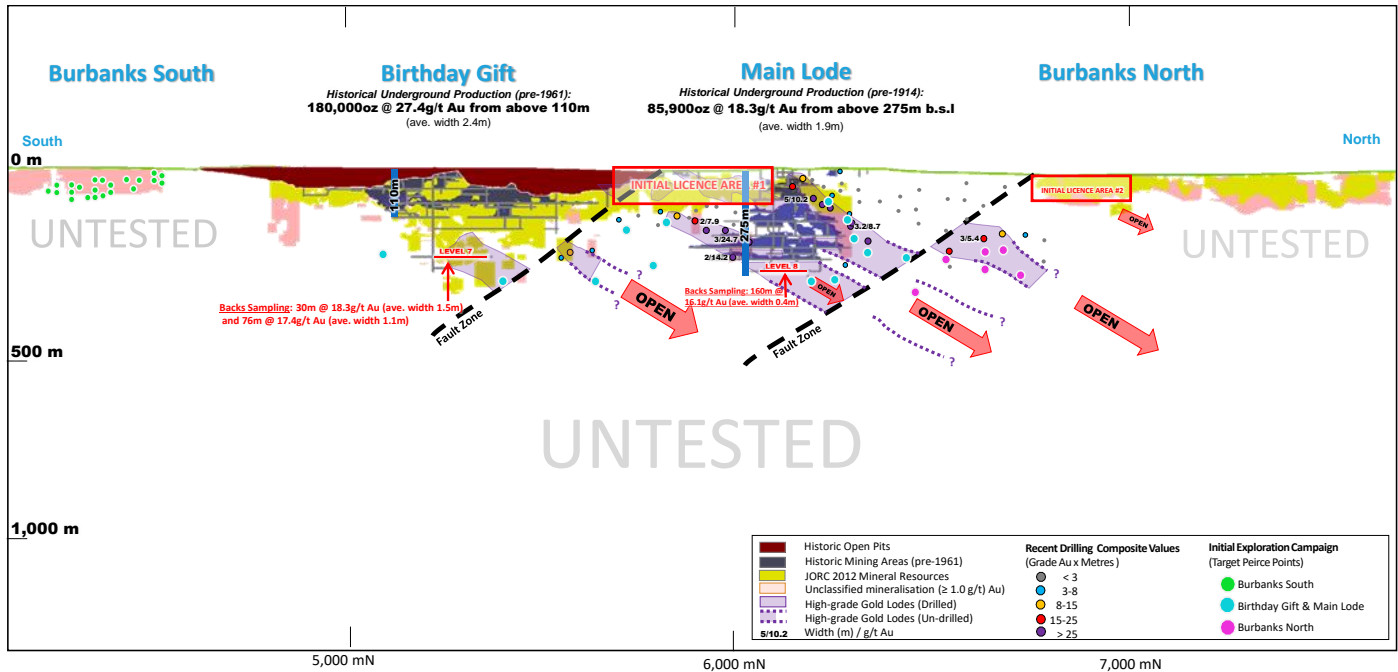 Burbanks South
Birthday Gift
Main Lode
Burbanks North
Historical Underground Production (pre-1961):
180,000oz @ 27.4g/t Au from above 110m
(ave. width 2.4m)
Historical Underground Production (pre-1914):
85,900oz @ 18.3g/t Au from above 275m b.s.l
(ave. width 1.9m)
South
North
0 m
110m
INITIAL LICENCE AREA #1
INITIAL LICENCE AREA #2
UNTESTED
UNTESTED
275m
5/10.2
2/7.9
3/24.7
2/14.2
3.2/8.7
3/5.4
OPEN
LEVEL 7
LEVEL 8
Backs Sampling: 30m @ 18.3g/t Au (ave. width 1.5m)
and 76m @ 17.4g/t Au (ave. width 1.1m)
Backs Sampling: 160m @
16.1g/t Au (ave. width 0.4m)
OPEN
?
?
OPEN
?
?
?
OPEN
OPEN
Fault Zone
Fault Zone
500 m
UNTESTED
1,000 m
Historic Open Pits
Historic Mining Areas (pre-1961)
JORC 2012 Mineral Resources
Unclassified mineralisation (≥ 1.0 g/t) Au)
High-grade Gold Lodes (Drilled)
High-grade Gold Lodes (Un-drilled)
5/10.2 Width (m) / g/t Au
Recent Drilling Composite Values
(Grade Au x Metres)
< 3
3-8
8-15
15-25
> 25
Initial Exploration Campaign
(Target Peirce Points)
Burbanks South
Birthday Gift & Main Lode
Burbanks North
5,000 mN
6,000 mN
7,000 mN